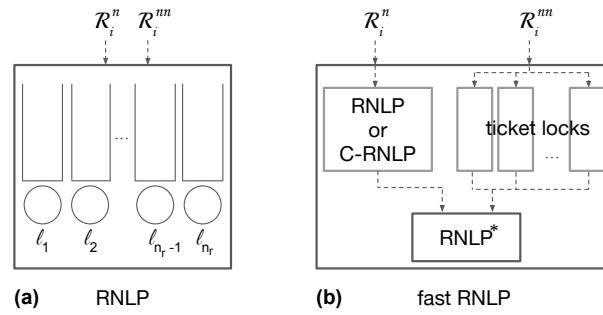 R_i^n R_i^nn
...
ℓ_1 ℓ_2 ℓ_{n_r-1} ℓ_{n_r}
(a) RNLP
R_i^n R_i^nn
RNLP
or
C-RNLP
ticket locks
...
RNLP*
(b) fast RNLP